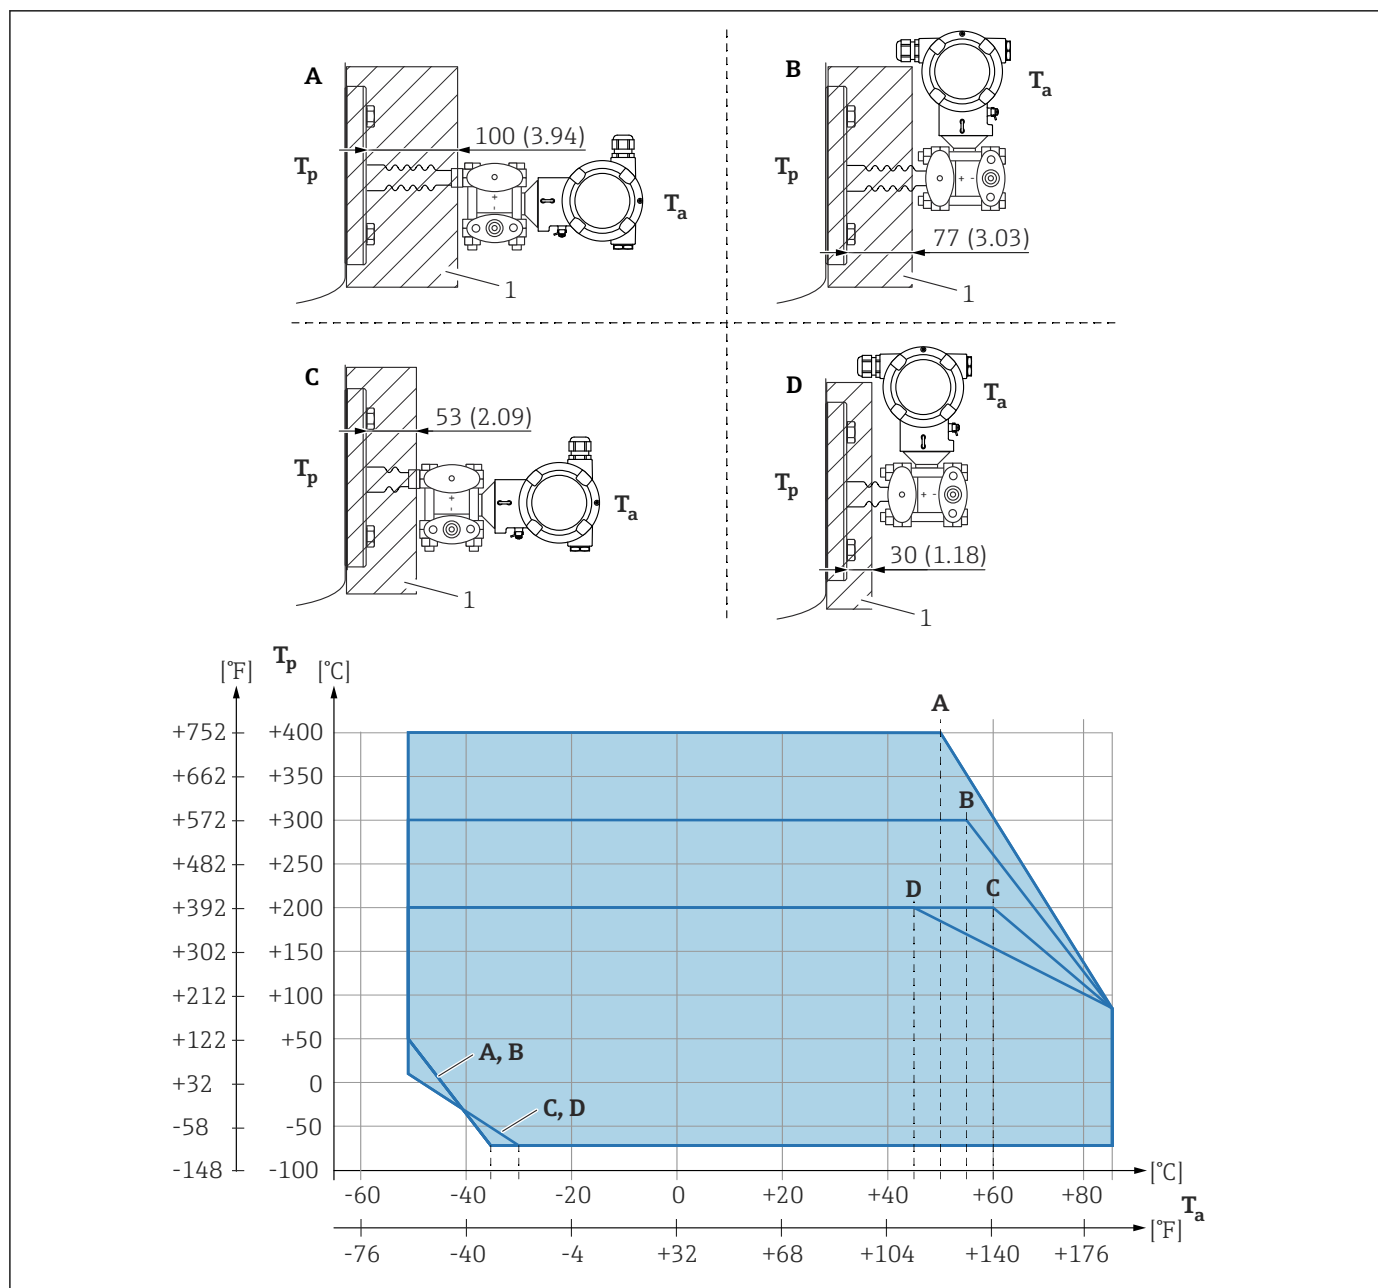 A
B
Ta
100 (3.94)
Tp
Tp
Ta
77 (3.03)
1
1
C
D
Ta
53 (2.09)
Tp
Tp
Ta
30 (1.18)
1
1
Tp
[°F] [°C]
A
+752 +400
+662 +350
B
+572 +300
+482 +250
D C
+392 +200
+302 +150
+212 +100
+122 +50
A, B
+32 0
C, D
-58 -50
-148 -100
[°C]
-60 -40 -20 0 +20 +40 +60 +80
Ta
[°F]
-76 -40 -4 +32 +68 +104 +140 +176